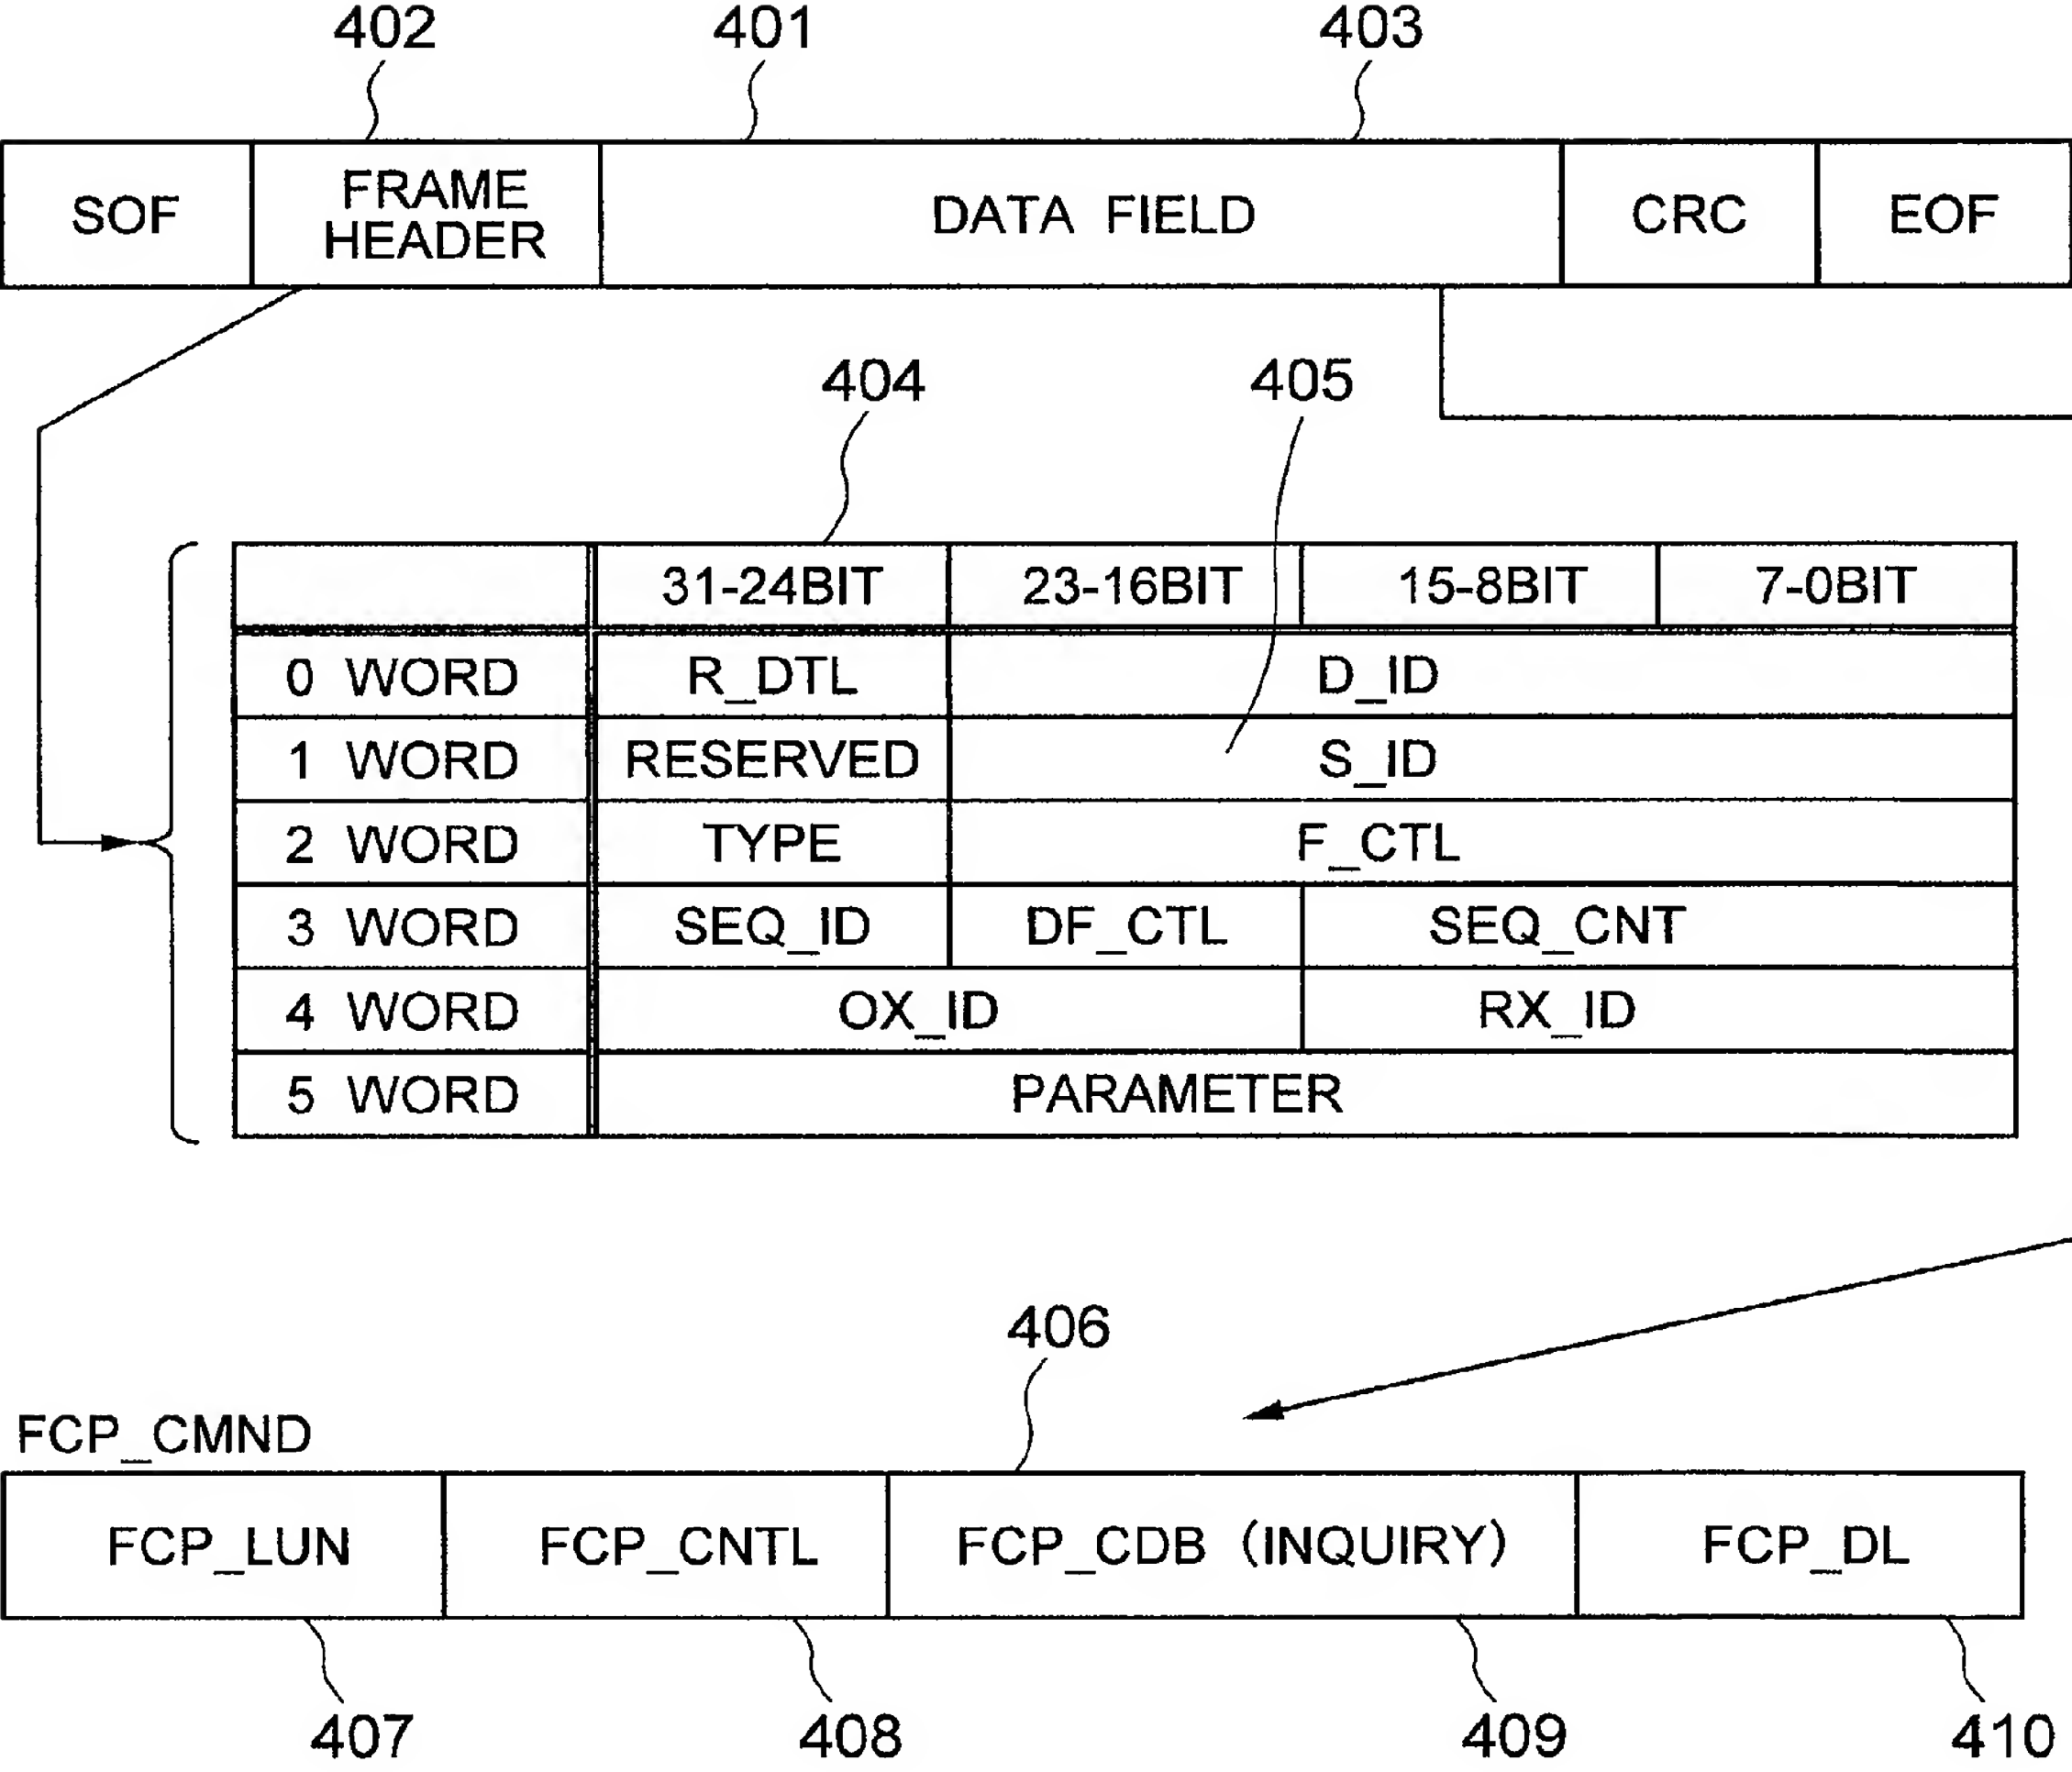 402 401 403
SOF FRAME HEADER DATA FIELD CRC EOF
404 405
31-24BIT 23-16BIT 15-8BIT 7-0BIT
0 WORD R_DTL D_ID
1 WORD RESERVED S_ID
2 WORD TYPE F_CTL
3 WORD SEQ_ID DF_CTL SEQ_CNT
4 WORD OX_ID RX_ID
5 WORD PARAMETER
406
FCP_CMND
FCP_LUN FCP_CNTL FCP_CDB (INQUIRY) FCP_DL
407 408 409 410